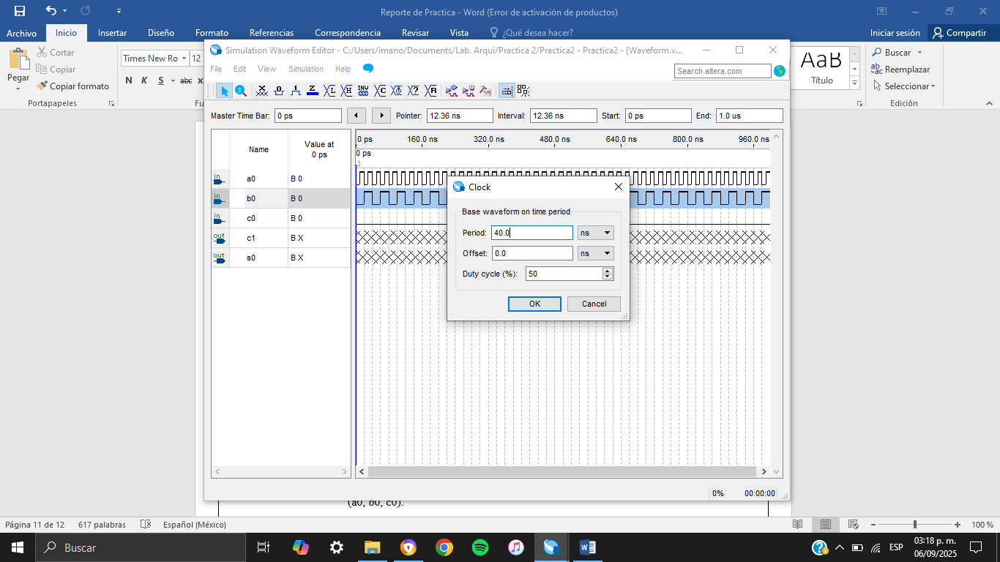 Reporte de Practica - Word (Error de activación de productos)
Archivo Inicio Insertar Diseño Formato Referencias Correspondencia Revisar Vista ¿Qué desea hacer? Iniciar sesión Compartir
Pegar
Cortar
Copiar
Copiar formato
Portapapeles
Times New Ro 12
N K S abc x
Fu
AaB
Título
Buscar
Reemplazar
Seleccionar
Edición
Simulation Waveform Editor - C:/Users/imano/Documents/Lab. Arqui/Practica 2/Practica2 - Practica2 - [Waveform.v...
File Edit View Simulation Help
Search altera.com
Master Time Bar: 0 ps Pointer: 12.36 ns Interval: 12.36 ns Start: 0 ps End: 1.0 us
Name
Value at
0 ps
0 ps 160.0 ns 320.0 ns 480.0 ns 640.0 ns 800.0 ns 960.0 ns
0 ps
in a0 B 0
in b0 B 0
in c0 B 0
out c1 B X
out s0 B X
Clock
Base waveform on time period
Period: 40.0 ns
Offset: 0.0 ns
Duty cycle (%): 50
OK Cancel
0% 00:00:00
(a0, b0, c0).
Página 11 de 12 617 palabras Español (México) 100 %
Buscar
ESP
03:18 p. m.
06/09/2025